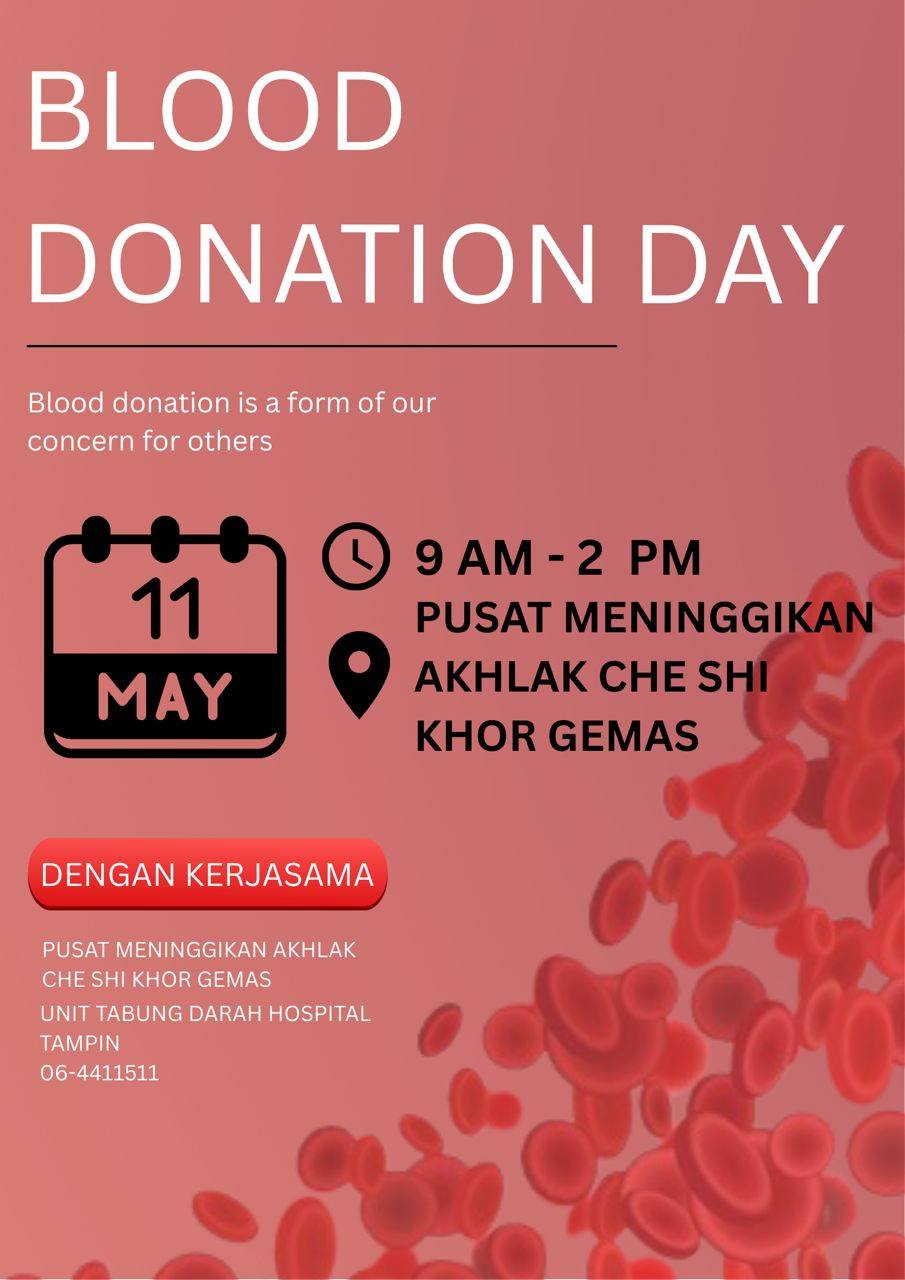 BLOOD
DONATION DAY
Blood donation is a form of our
concern for others
11
MAY
9 AM - 2  PM
PUSAT MENINGGIKAN
AKHLAK CHE SHI
KHOR GEMAS
DENGAN KERJASAMA
PUSAT MENINGGIKAN AKHLAK
CHE SHI KHOR GEMAS
UNIT TABUNG DARAH HOSPITAL
TAMPIN
06-4411511